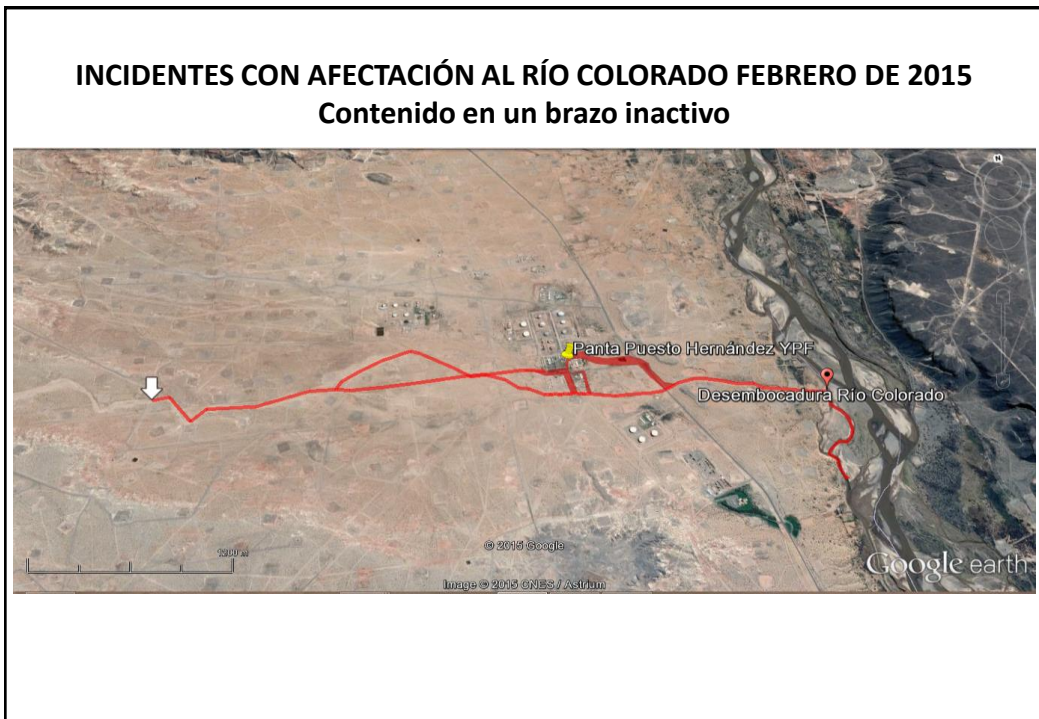 INCIDENTES CON AFECTACIÓN AL RÍO COLORADO FEBRERO DE 2015
Contenido en un brazo inactivo
N
Panta Puesto Hernández YPF
Desembocadura Río Colorado
1200 m
© 2015 Google
Image © 2015 CNES / Astrium
Google earth